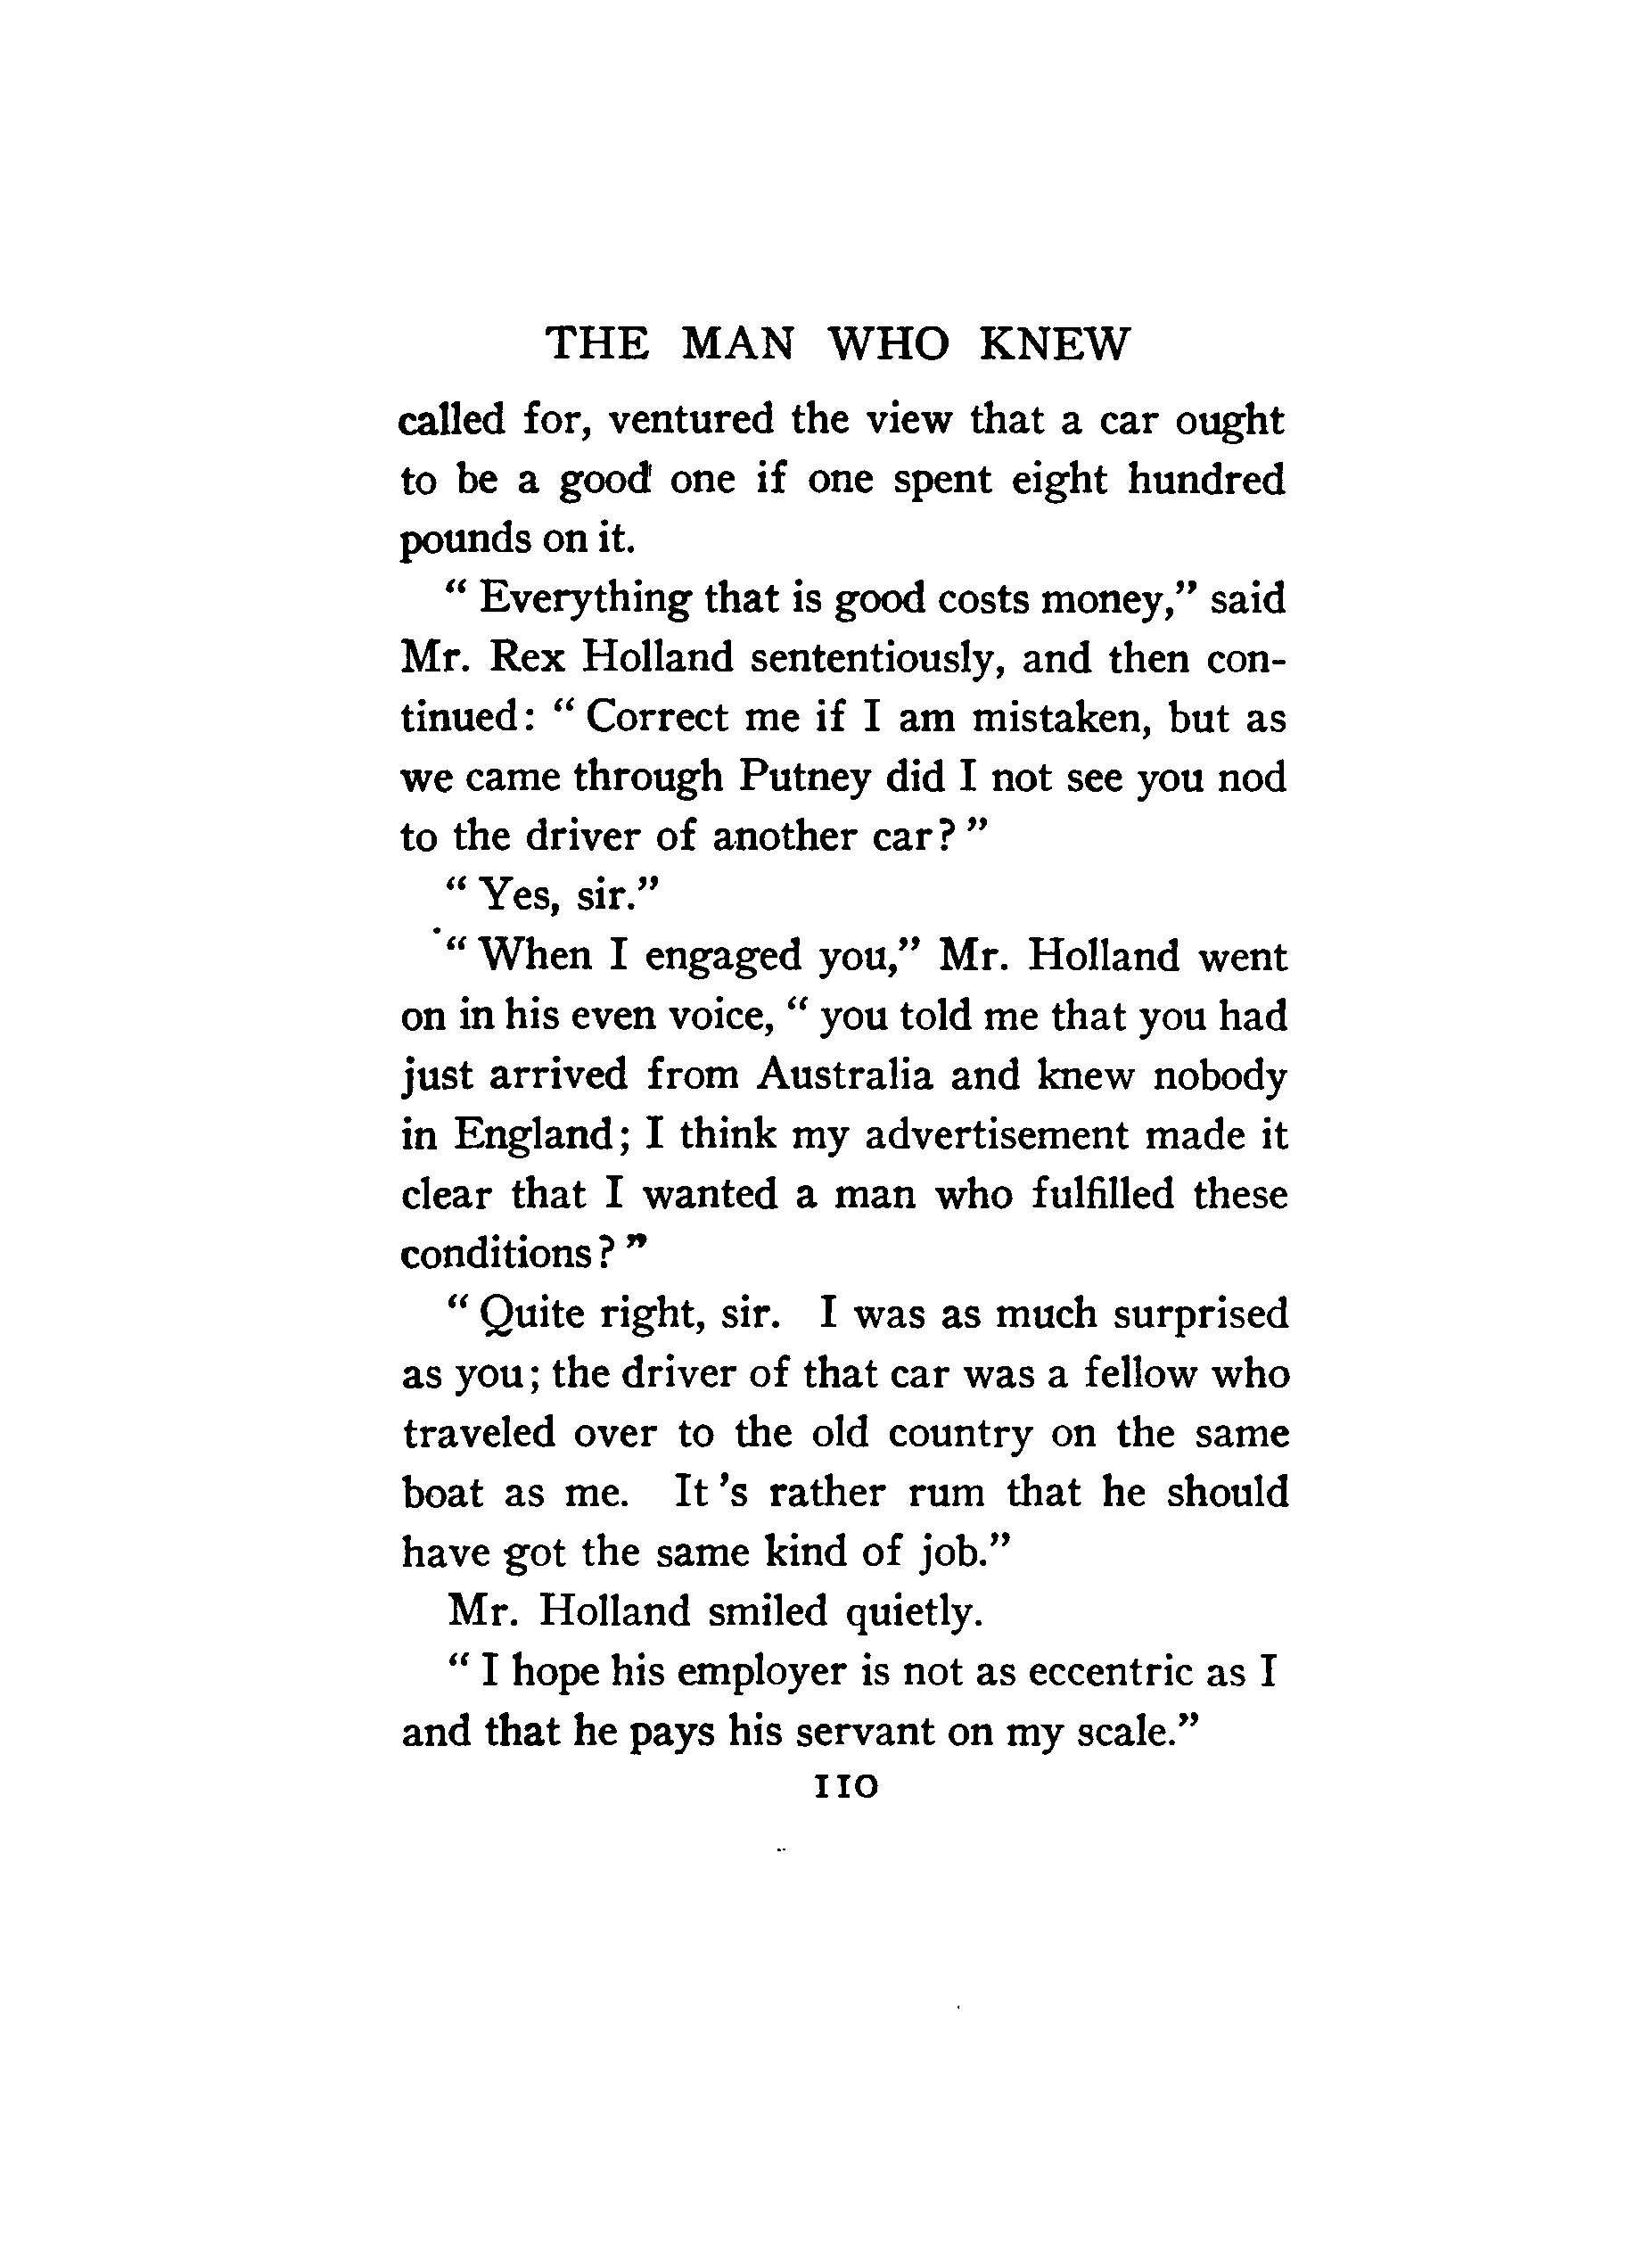 THE MAN WHO KNEW
called for, ventured the view that a car ought
to be a good one if one spent eight hundred
pounds on it.
“ Everything that is good costs money,” said
Mr. Rex Holland sententiously, and then con-
tinued: “ Correct me if I am mistaken, but as
we came through Putney did I not see you nod
to the driver of another car? ”
“ Yes, sir.”
“ When I engaged you,” Mr. Holland went
on in his even voice, “ you told me that you had
just arrived from Australia and knew nobody
in England; I think my advertisement made it
clear that I wanted a man who fulfilled these
conditions? ”
“ Quite right, sir. I was as much surprised
as you; the driver of that car was a fellow who
traveled over to the old country on the same
boat as me. It 's rather rum that he should
have got the same kind of job.”
Mr. Holland smiled quietly.
“ I hope his employer is not as eccentric as I
and that he pays his servant on my scale.”
110